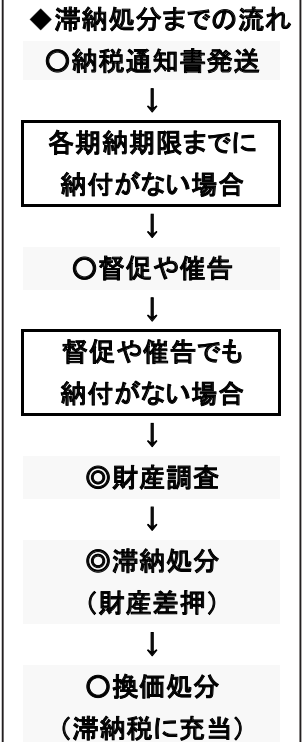 ◆滞納処分までの流れ
○納税通知書発送
↓
各期納期限までに
納付がない場合
↓
○督促や催告
↓
督促や催告でも
納付がない場合
↓
◎財産調査
↓
◎滞納処分
（財産差押）
↓
○換価処分
（滞納税に充当）